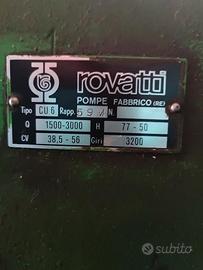 rovatti
POMPE FABBRICO (RE)
Tipo CU 6 Rapp. N.
Q 1500-3000 H 77-50
CV 38,5-56 Giri 3200
subito